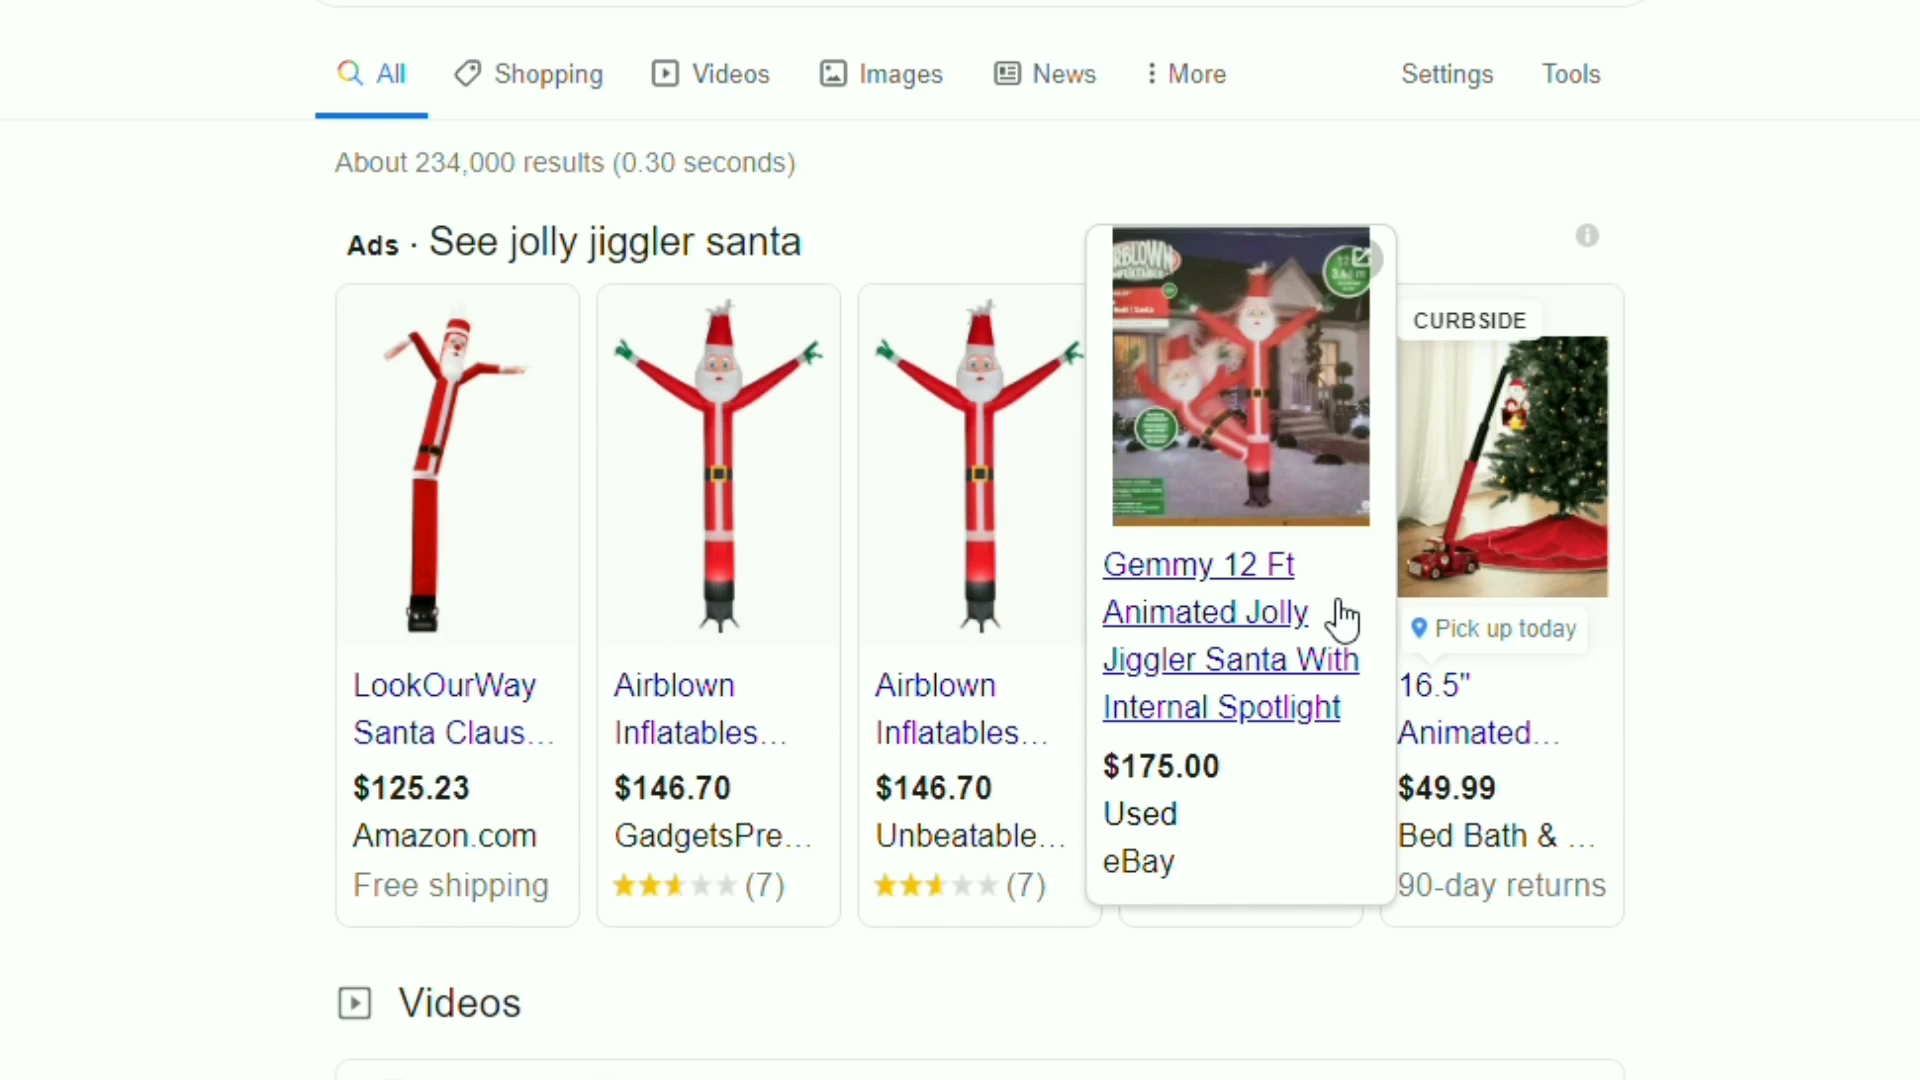 All
Shopping
Videos
Images
News
More
Settings
Tools
About 234,000 results (0.30 seconds)
Ads · See jolly jiggler santa
LookOurWay
Santa Claus...
$125.23
Amazon.com
Free shipping
Airblown
Inflatables...
$146.70
GadgetsPre...
(7)
Airblown
Inflatables...
$146.70
Unbeatable...
(7)
Gemmy 12 Ft
Animated Jolly
Jiggler Santa With
Internal Spotlight
$175.00
Used
eBay
CURBSIDE
Pick up today
16.5"
Animated...
$49.99
Bed Bath & ...
90-day returns
Videos